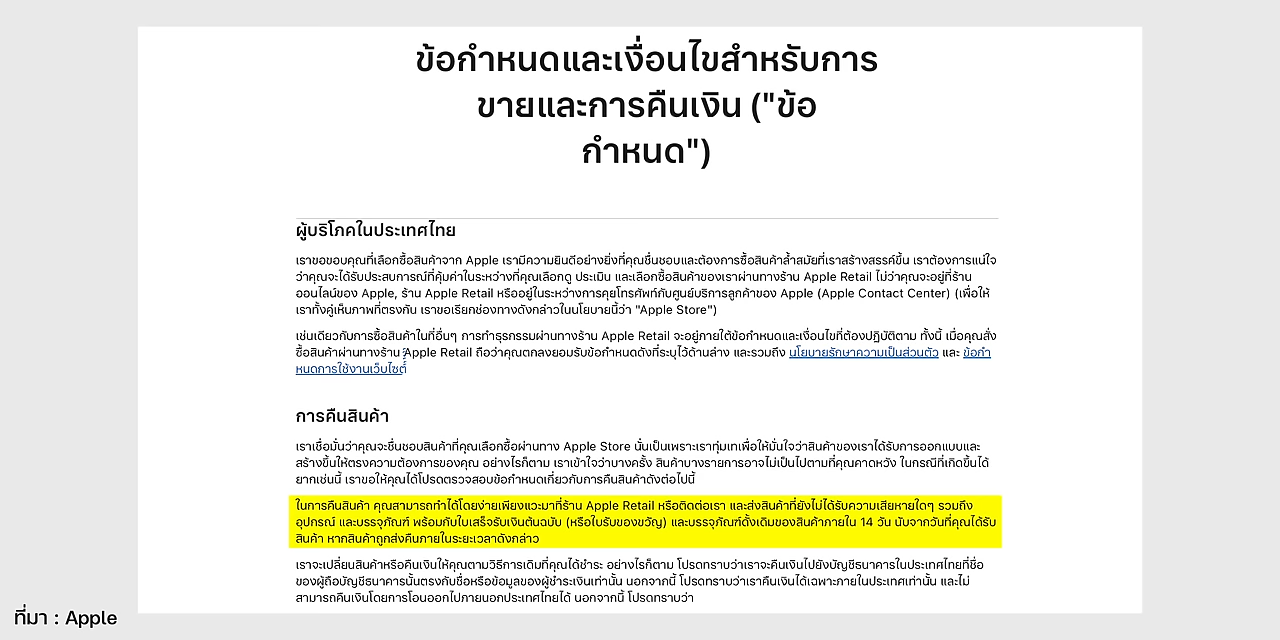 ข้อกำหนดและเงื่อนไขสำหรับการ
ขายและการคืนเงิน ("ข้อ
กำหนด")
ผู้บริโภคในประเทศไทย
เราขอขอบคุณที่เลือกซื้อสินค้าจาก Apple เรามีความยินดีอย่างยิ่งที่คุณชื่นชอบและต้องการซื้อสินค้าล้ำสมัยที่เราสร้างสรรค์ขึ้น เราต้องการแน่ใจ
ว่าคุณจะได้รับประสบการณ์ที่คุ้มค่าในระหว่างที่คุณเลือกดู ประเมิน และเลือกซื้อสินค้าของเราผ่านทางร้าน Apple Retail ไม่ว่าคุณจะอยู่ที่ร้าน
ออนไลน์ของ Apple, ร้าน Apple Retail หรืออยู่ในระหว่างการคุยโทรศัพท์กับศูนย์บริการลูกค้าของ Apple (Apple Contact Center) (เพื่อให้
เราทั้งคู่เห็นภาพที่ตรงกัน เราขอเรียกช่องทางดังกล่าวในนโยบายนี้ว่า "Apple Store")
เช่นเดียวกับการซื้อสินค้าในที่อื่นๆ การทำธุรกรรมผ่านทางร้าน Apple Retail จะอยู่ภายใต้ข้อกำหนดและเงื่อนไขที่ต้องปฏิบัติตาม ทั้งนี้ เมื่อคุณสั่ง
ซื้อสินค้าผ่านทางร้าน Apple Retail ถือว่าคุณตกลงยอมรับข้อกำหนดดังที่ระบุไว้ด้านล่าง และรวมถึง นโยบายรักษาความเป็นส่วนตัว และ ข้อกำ
หนดการใช้งานเว็บไซต์
การคืนสินค้า
เราเชื่อมั่นว่าคุณจะชื่นชอบสินค้าที่คุณเลือกซื้อผ่านทาง Apple Store นั่นเป็นเพราะเราทุ่มเทเพื่อให้มั่นใจว่าสินค้าของเราได้รับการออกแบบและ
สร้างขึ้นให้ตรงความต้องการของคุณ อย่างไรก็ตาม เราเข้าใจว่าบางครั้ง สินค้าบางรายการอาจไม่เป็นไปตามที่คุณคาดหวัง ในกรณีที่เกิดขึ้นได้
ยากเช่นนี้ เราขอให้คุณได้โปรดตรวจสอบข้อกำหนดเกี่ยวกับการคืนสินค้าดังต่อไปนี้
ในการคืนสินค้า คุณสามารถทำได้โดยง่ายเพียงแวะมาที่ร้าน Apple Retail หรือติดต่อเรา และส่งสินค้าที่ยังไม่ได้รับความเสียหายใดๆ รวมถึง
อุปกรณ์ และบรรจุภัณฑ์ พร้อมกับใบเสร็จรับเงินต้นฉบับ (หรือใบรับของขวัญ) และบรรจุภัณฑ์ดั้งเดิมของสินค้าภายใน 14 วัน นับจากวันที่คุณได้รับ
สินค้า หากสินค้าถูกส่งคืนภายในระยะเวลาดังกล่าว
เราจะเปลี่ยนสินค้าหรือคืนเงินให้คุณตามวิธีการเดิมที่คุณได้ชำระ อย่างไรก็ตาม โปรดทราบว่าเราจะคืนเงินไปยังบัญชีธนาคารในประเทศไทยที่ชื่อ
ของผู้ถือบัญชีธนาคารนั้นตรงกับชื่อหรือข้อมูลของผู้ชำระเงินเท่านั้น นอกจากนี้ โปรดทราบว่าเราคืนเงินได้เฉพาะภายในประเทศเท่านั้น และไม่
สามารถคืนเงินโดยการโอนออกไปภายนอกประเทศไทยได้ นอกจากนี้ โปรดทราบว่า
ที่มา : Apple